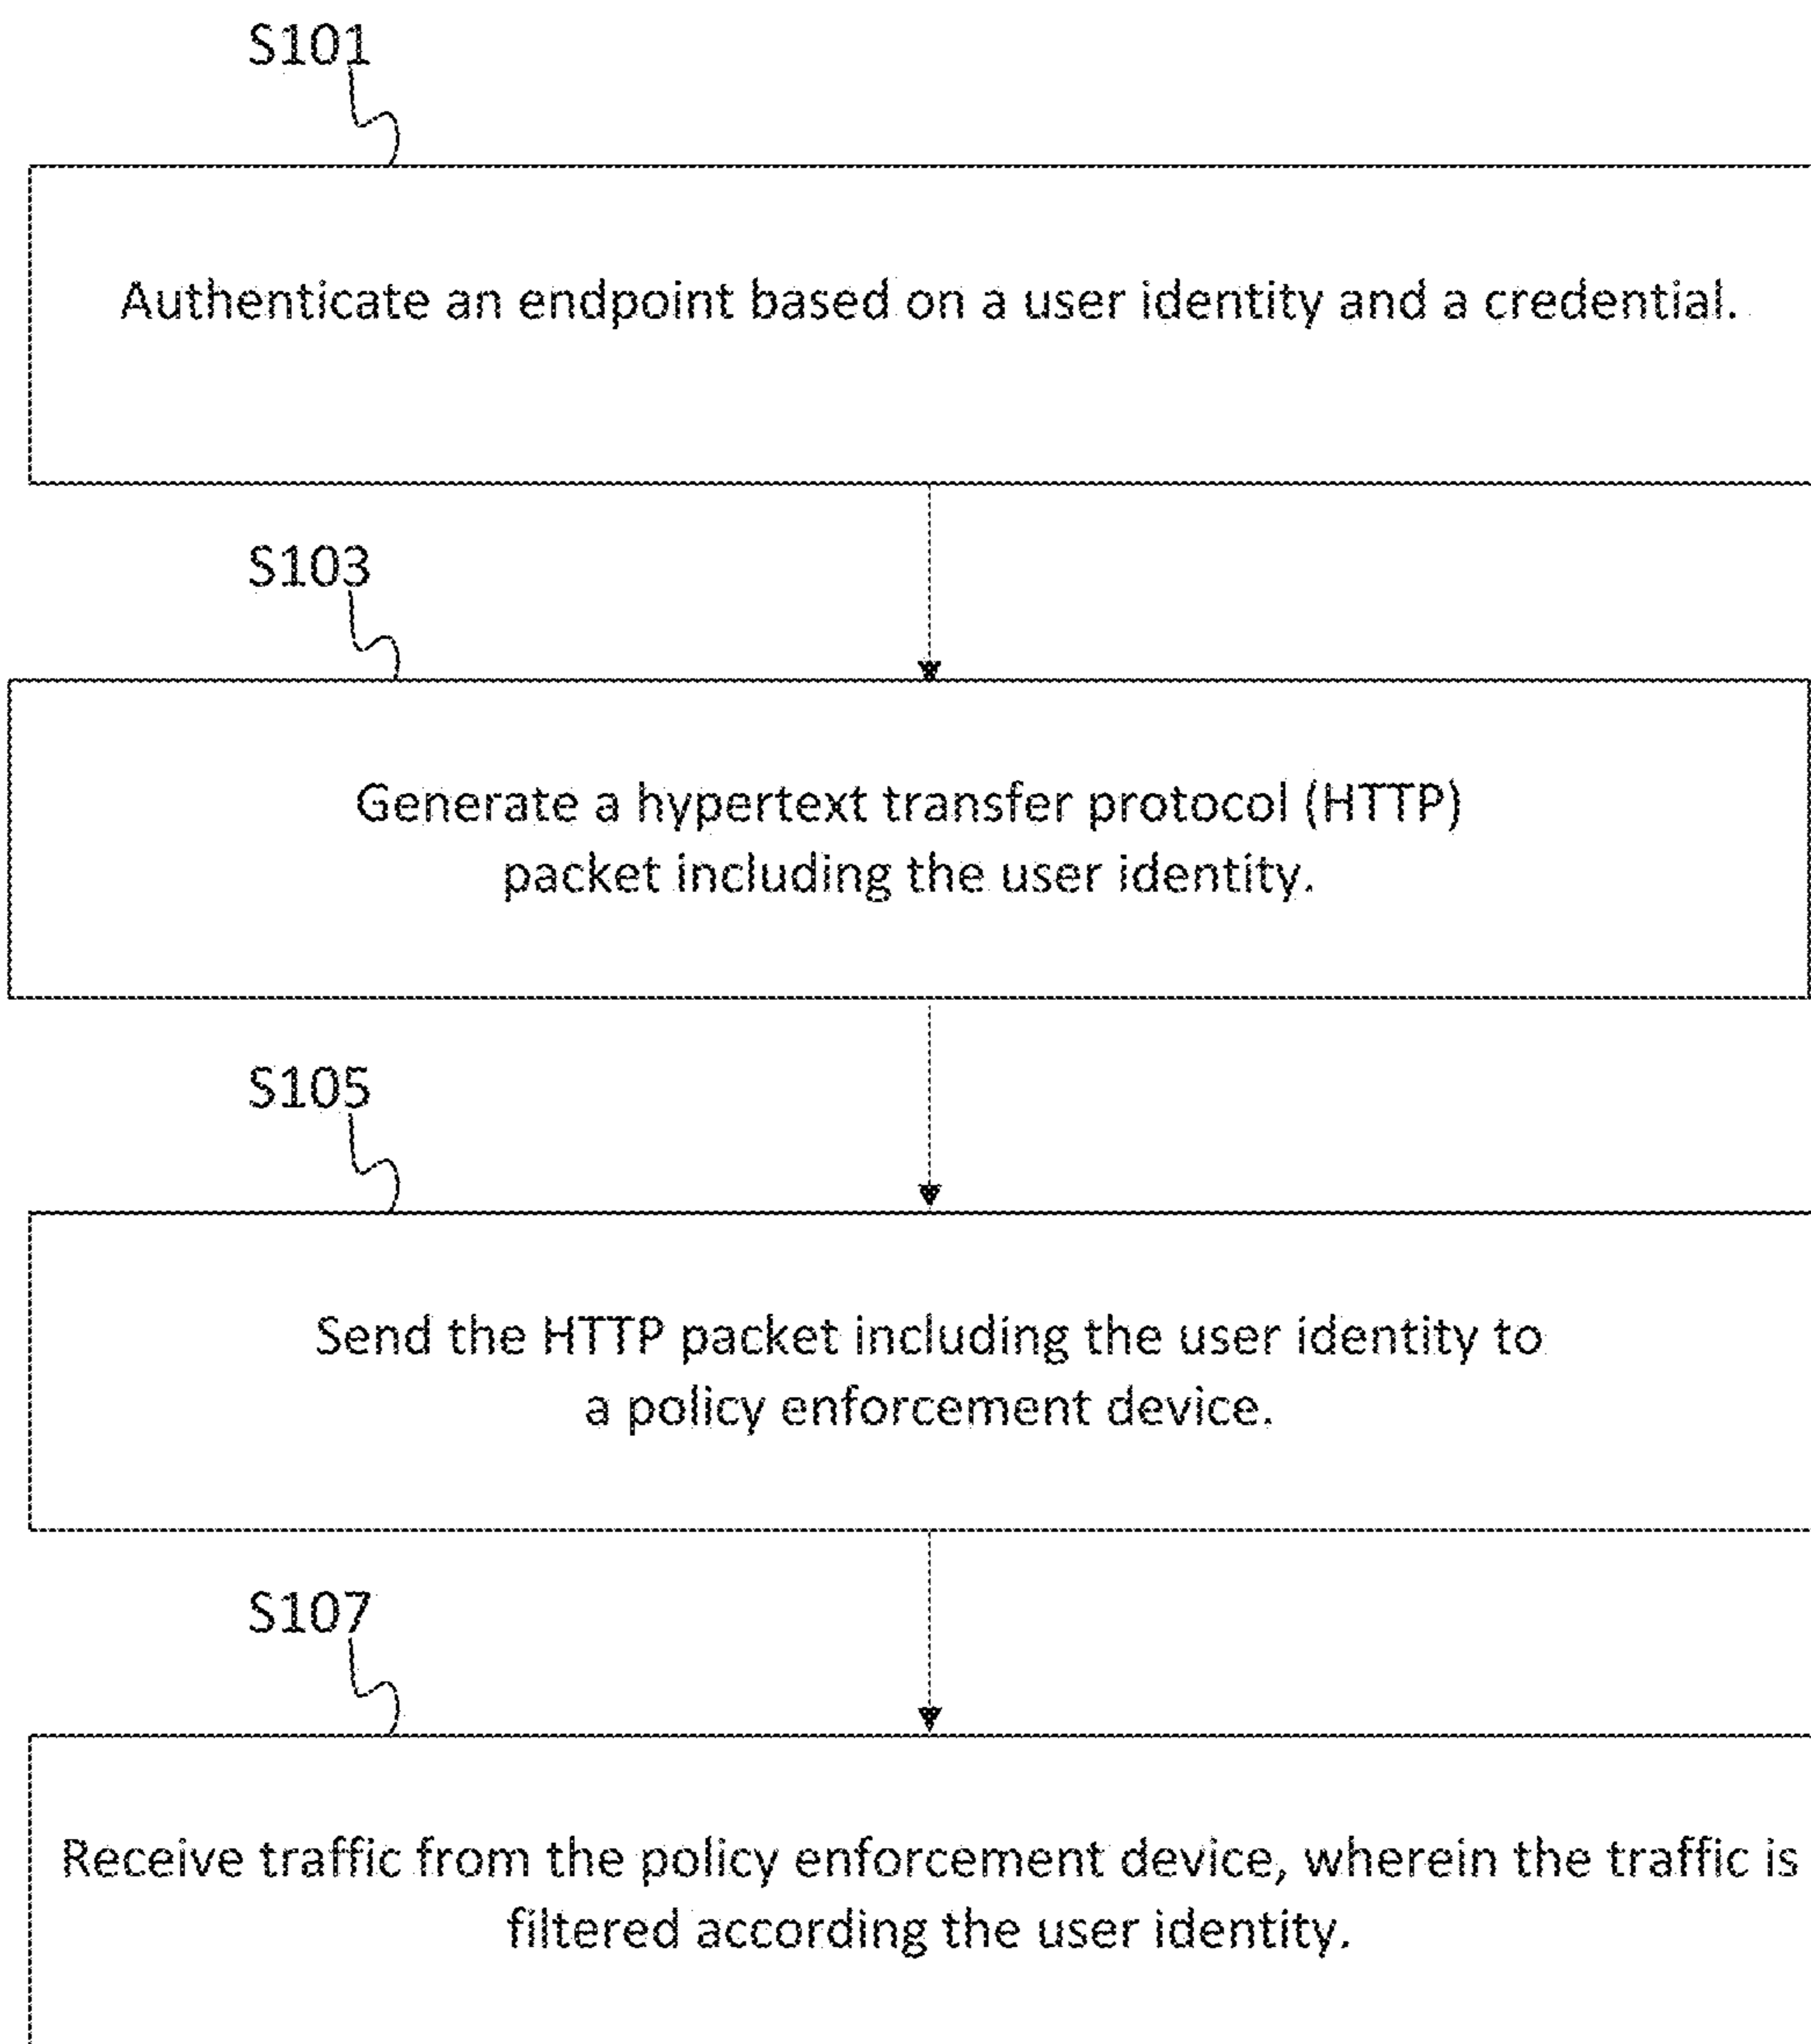 S101
Authenticate an endpoint based on a user identity and a credential.
S103
Generate a hypertext transfer protocol (HTTP)
packet including the user identity.
S105
Send the HTTP packet including the user identity to
a policy enforcement device.
S107
Receive traffic from the policy enforcement device, wherein the traffic is
filtered according the user identity.